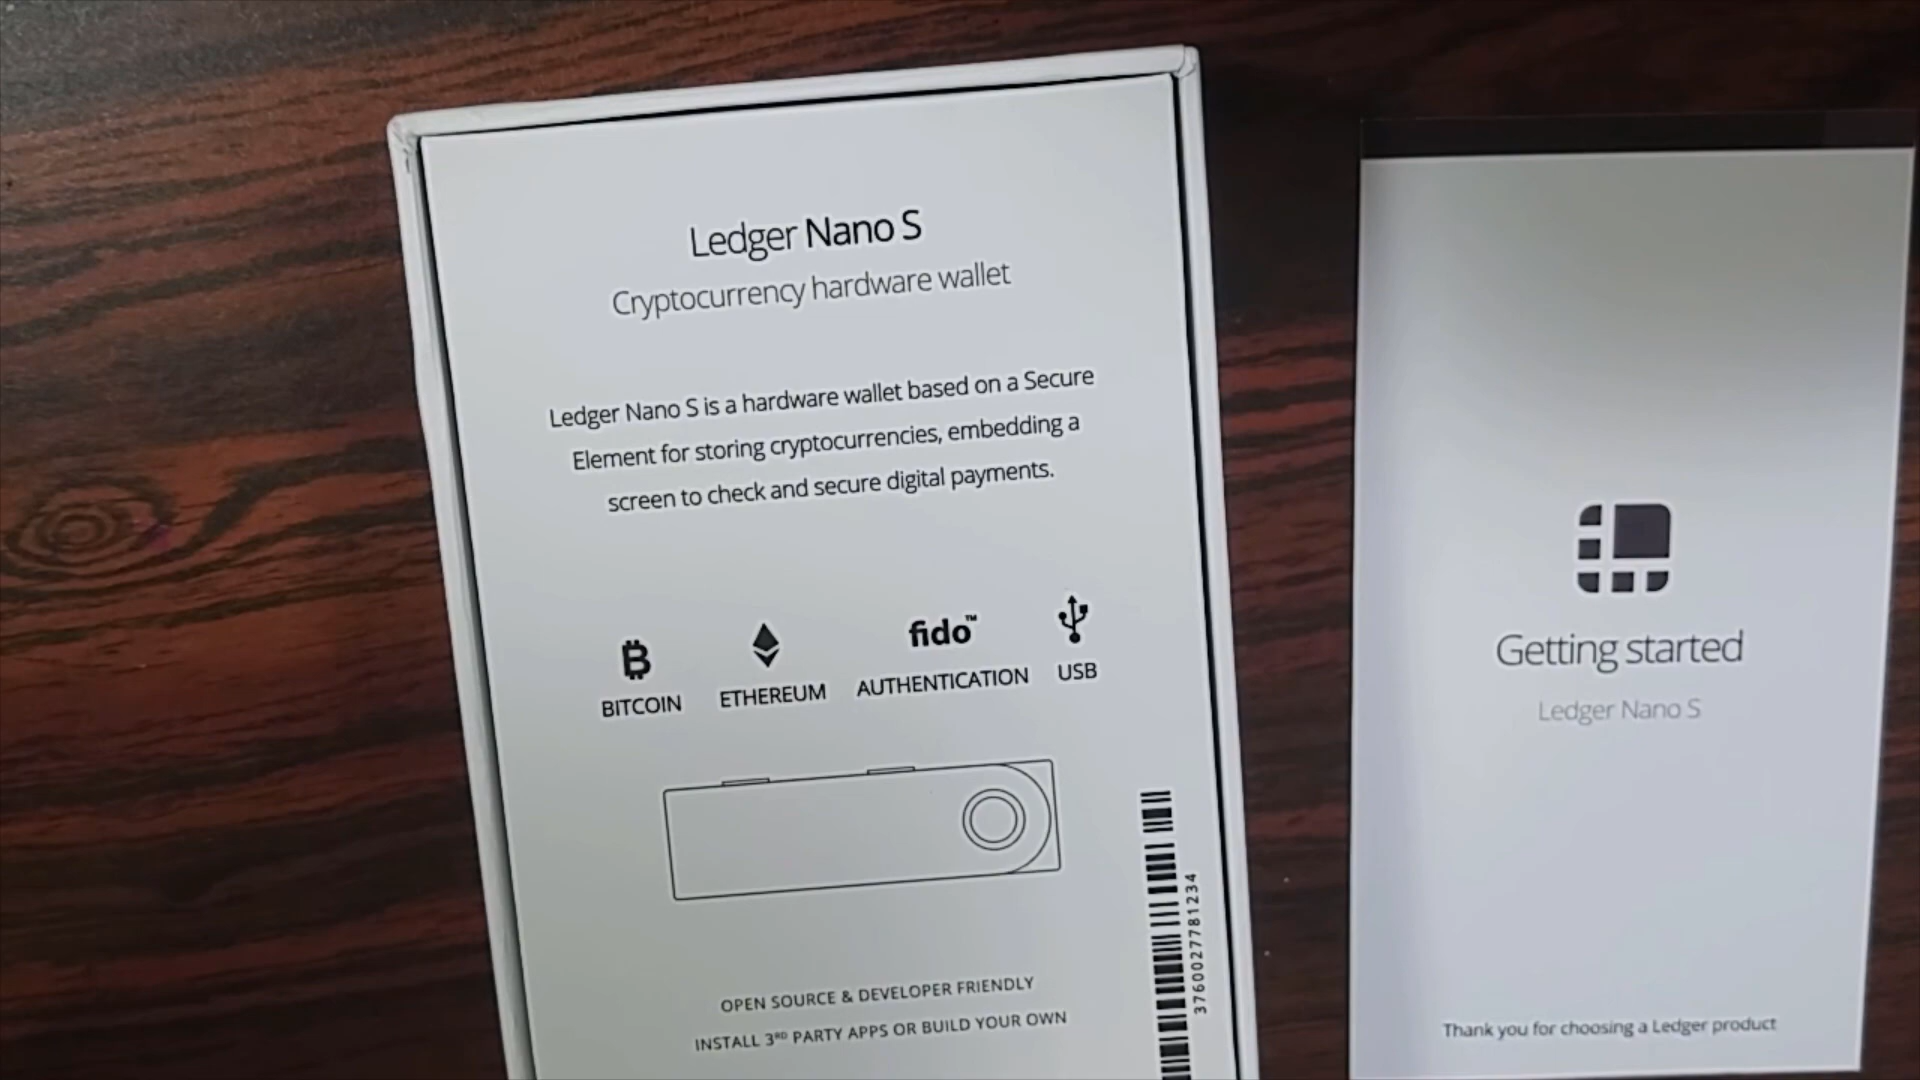 Ledger Nano S
Cryptocurrency hardware wallet
Ledger Nano S is a hardware wallet based on a Secure
Element for storing cryptocurrencies, embedding a
screen to check and secure digital payments.
fido™
BITCOIN ETHEREUM AUTHENTICATION USB
OPEN SOURCE & DEVELOPER FRIENDLY
INSTALL 3RD PARTY APPS OR BUILD YOUR OWN
3760027781234
Getting started
Ledger Nano S
Thank you for choosing a Ledger product